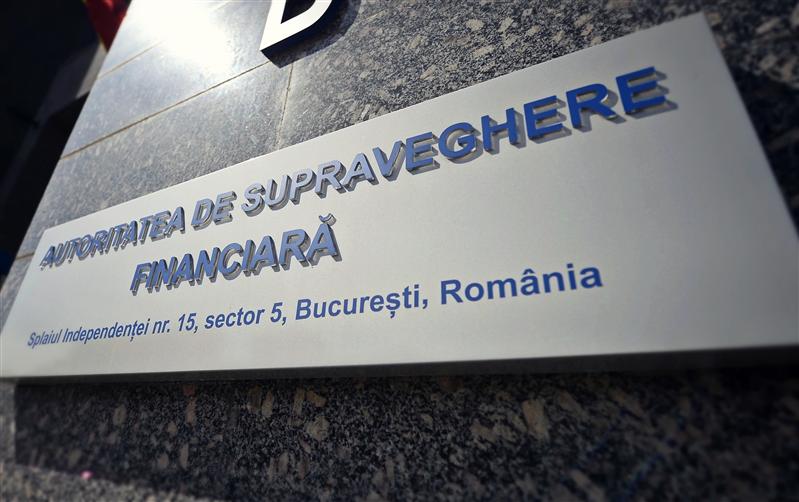 AUTORITATEA DE SUPRAVEGHERE
FINANCIARĂ
Splaiul Independenței nr. 15, sector 5, București, România